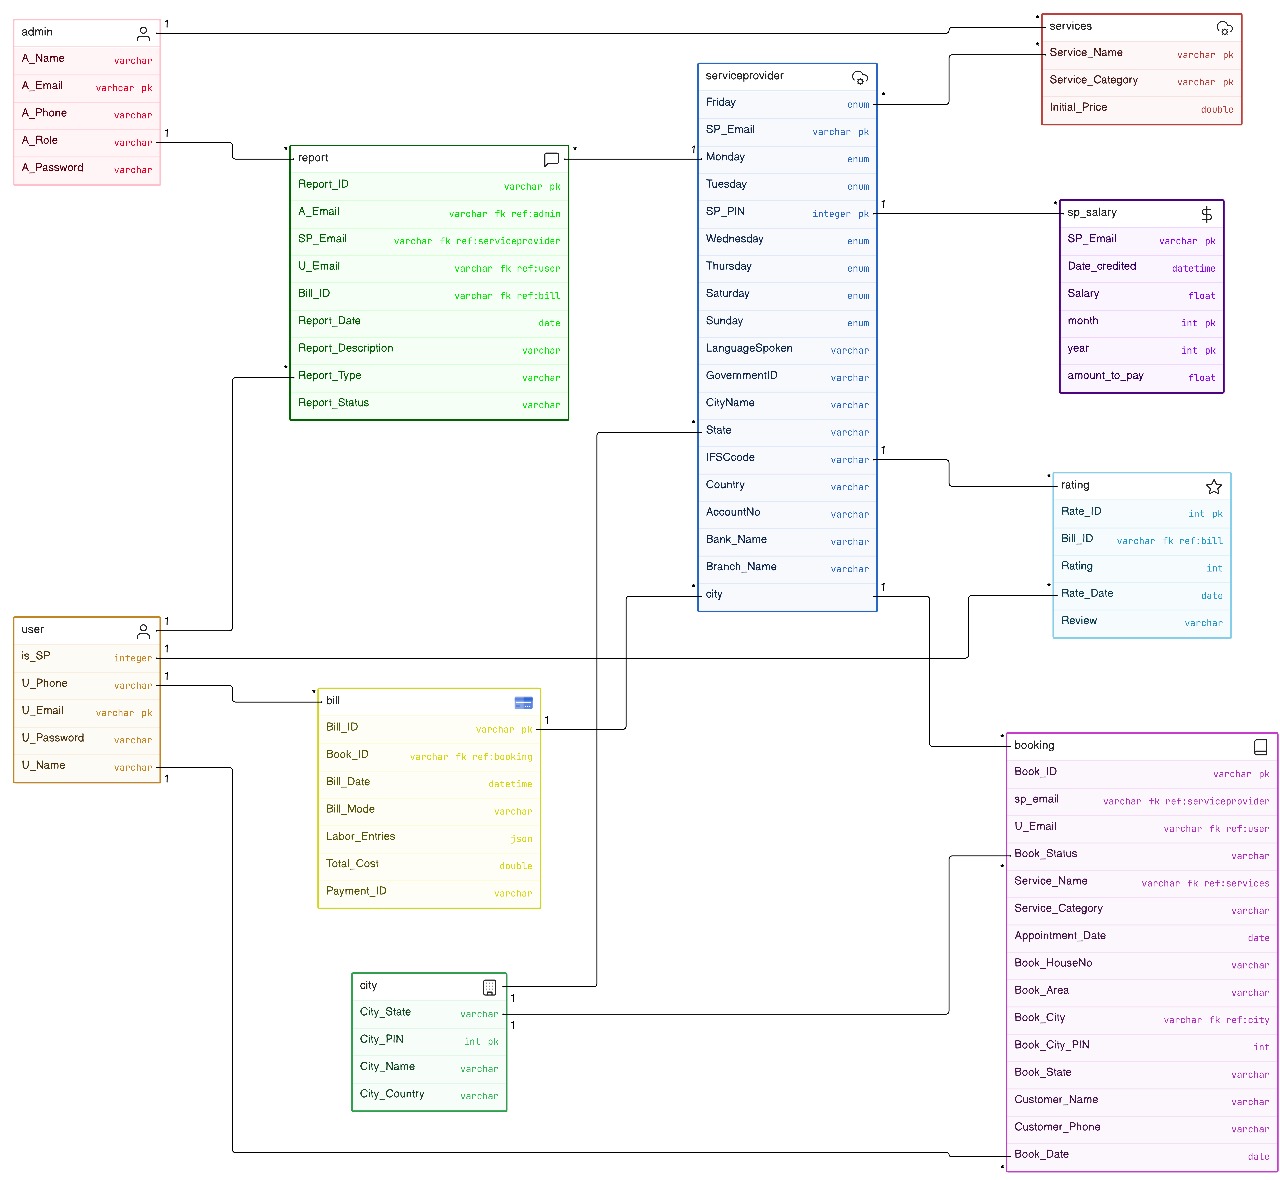 admin
A_Name varchar
A_Email varhcar pk
A_Phone varchar
A_Role varchar
A_Password varchar
1
1
services
Service_Name varchar pk
Service_Category varchar pk
Initial_Price double
*
*
serviceprovider
Friday enum
SP_Email varchar pk
Monday enum
Tuesday enum
SP_PIN integer pk
Wednesday enum
Thursday enum
Saturday enum
Sunday enum
LanguageSpoken varchar
GovernmentID varchar
CityName varchar
State varchar
IFSCcode varchar
Country varchar
AccountNo varchar
Bank_Name varchar
Branch_Name varchar
city
*
1
1
*
1
*
1
report
Report_ID varchar pk
A_Email varchar fk ref:admin
SP_Email varchar fk ref:serviceprovider
U_Email varchar fk ref:user
Bill_ID varchar fk ref:bill
Report_Date date
Report_Description varchar
Report_Type varchar
Report_Status varchar
*
*
*
sp_salary
SP_Email varchar pk
Date_credited datetime
Salary float
month int pk
year int pk
amount_to_pay float
*
rating
Rate_ID int pk
Bill_ID varchar fk ref:bill
Rating int
Rate_Date date
Review varchar
*
*
user
is_SP integer
U_Phone varchar
U_Email varchar pk
U_Password varchar
U_Name varchar
1
1
1
1
bill
Bill_ID varchar pk
Book_ID varchar fk ref:booking
Bill_Date datetime
Bill_Mode varchar
Labor_Entries json
Total_Cost double
Payment_ID varchar
*
1
booking
Book_ID varchar pk
sp_email varchar fk ref:serviceprovider
U_Email varchar fk ref:user
Book_Status varchar
Service_Name varchar fk ref:services
Service_Category varchar
Appointment_Date date
Book_HouseNo varchar
Book_Area varchar
Book_City varchar fk ref:city
Book_City_PIN int
Book_State varchar
Customer_Name varchar
Customer_Phone varchar
Book_Date date
*
*
*
city
City_State varchar
City_PIN int pk
City_Name varchar
City_Country varchar
1
1